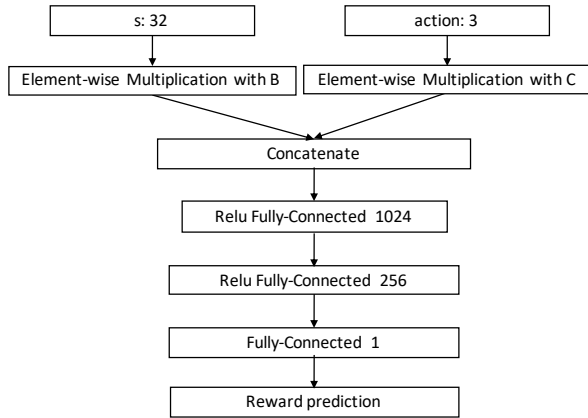 s: 32
action: 3
Element-wise Multiplication with B
Element-wise Multiplication with C
Concatenate
Relu Fully-Connected 1024
Relu Fully-Connected 256
Fully-Connected 1
Reward prediction